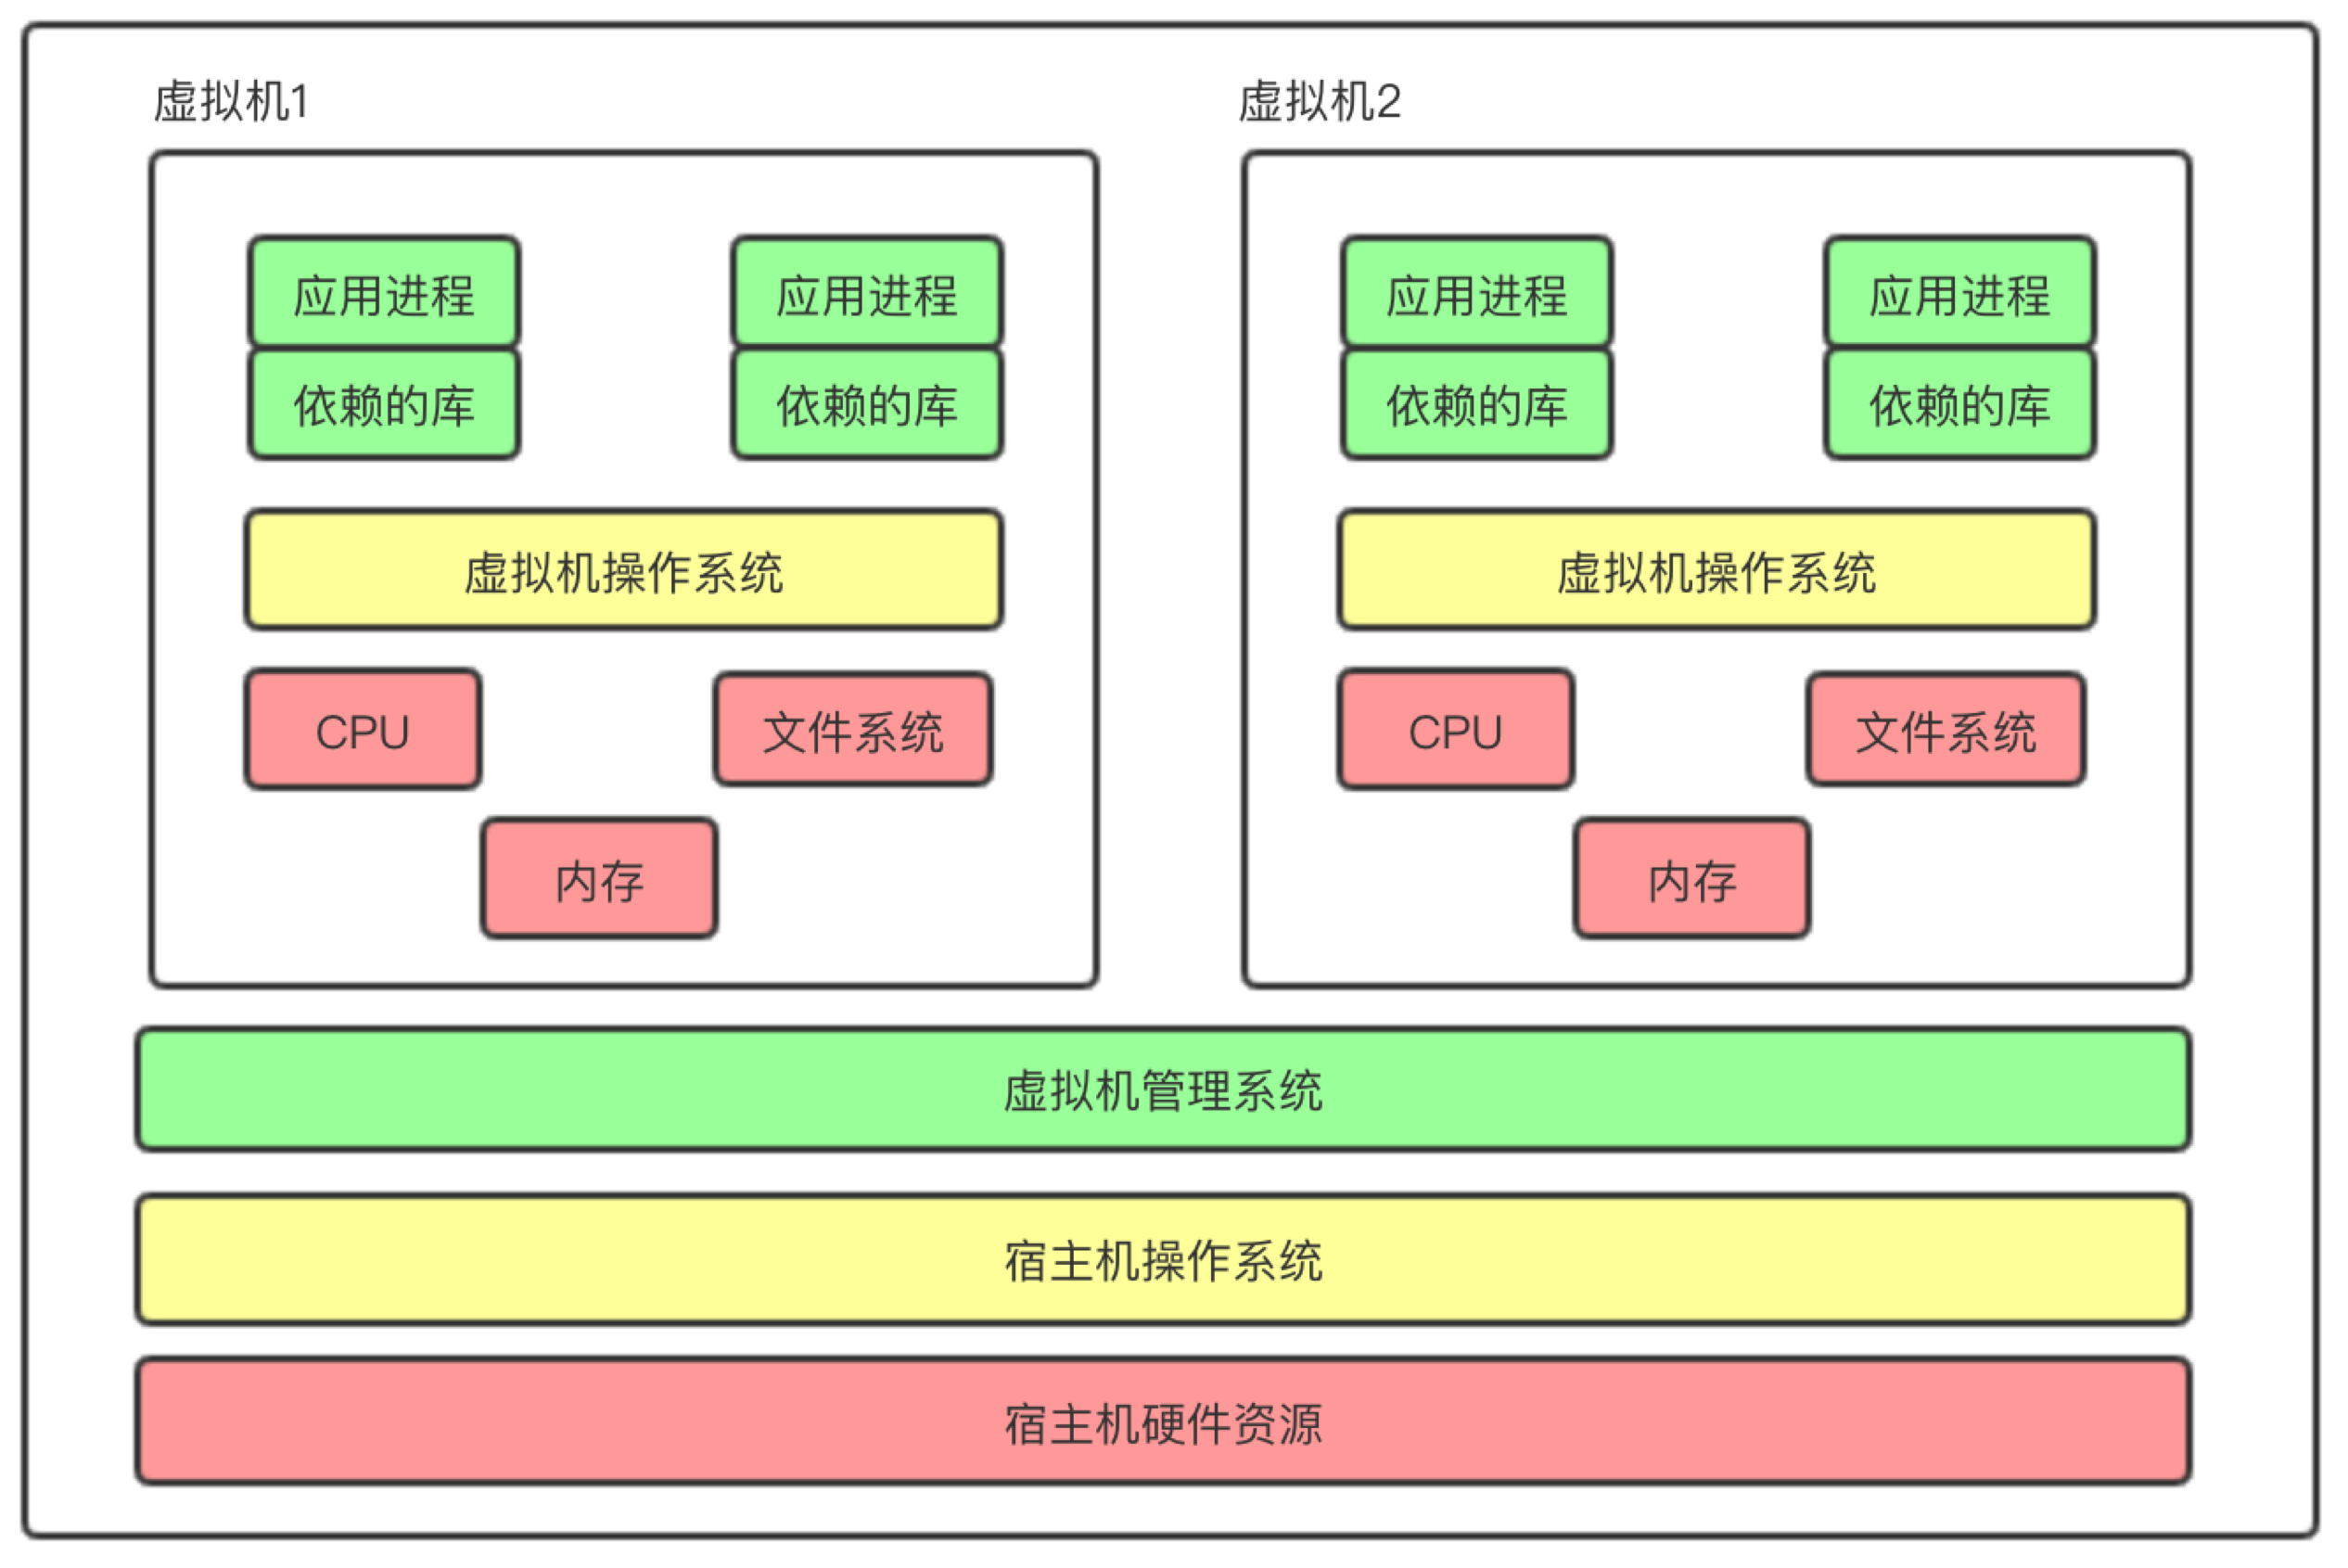 虚拟机1
应用进程
应用进程
依赖的库
依赖的库
虚拟机操作系统
CPU
文件系统
内存
虚拟机2
应用进程
应用进程
依赖的库
依赖的库
虚拟机操作系统
CPU
文件系统
内存
虚拟机管理系统
宿主机操作系统
宿主机硬件资源